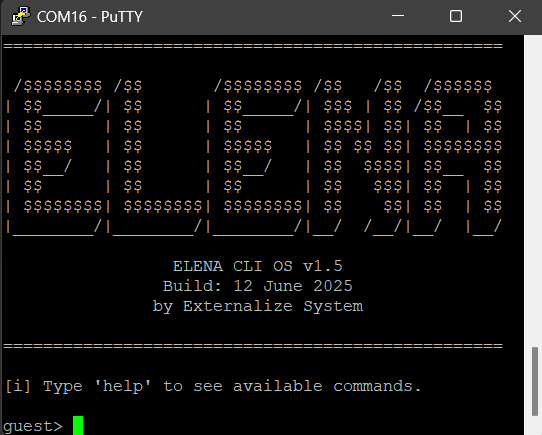 COM16 - PuTTY
==================================================
 /$$$$$$$$ /$$       /$$$$$$$$ /$$   /$$  /$$$$$$
| $$_____/| $$      | $$_____/| $$$ | $$ /$$__  $$
| $$      | $$      | $$      | $$$$| $$| $$  | $$
| $$$$$   | $$      | $$$$$   | $$ $$ $$| $$$$$$$$
| $$__/   | $$      | $$__/   | $$  $$$$| $$__  $$
| $$      | $$      | $$      | $$   $$$| $$  | $$
| $$$$$$$$| $$$$$$$$| $$$$$$$$| $$    $$| $$  | $$
|________/|________/|________/|__/  /__/|__/  |__/
ELENA CLI OS v1.5
Build: 12 June 2025
by Externalize System
==================================================
[i] Type 'help' to see available commands.
guest>